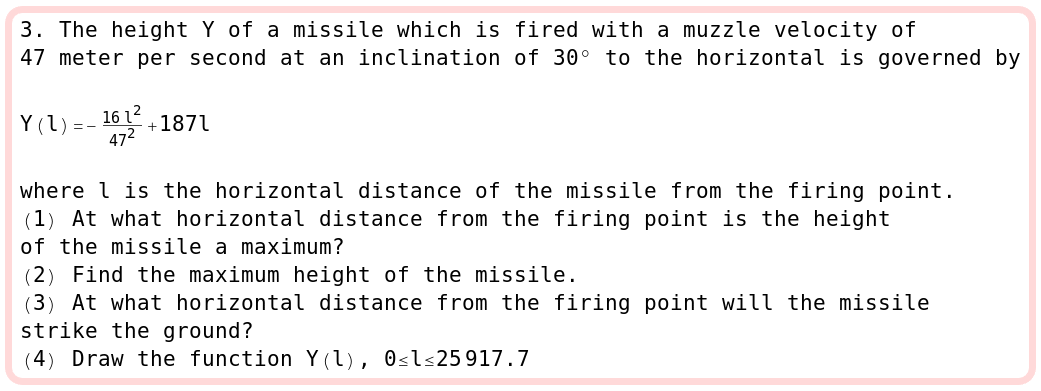 3. The height Y of a missile which is fired with a muzzle velocity of
47 meter per second at an inclination of 30° to the horizontal is governed by
Y(l)=-\frac{16 l^2}{47^2}+187l
where l is the horizontal distance of the missile from the firing point.
(1) At what horizontal distance from the firing point is the height
of the missile a maximum?
(2) Find the maximum height of the missile.
(3) At what horizontal distance from the firing point will the missile
strike the ground?
(4) Draw the function Y(l), 0≤l≤25917.7